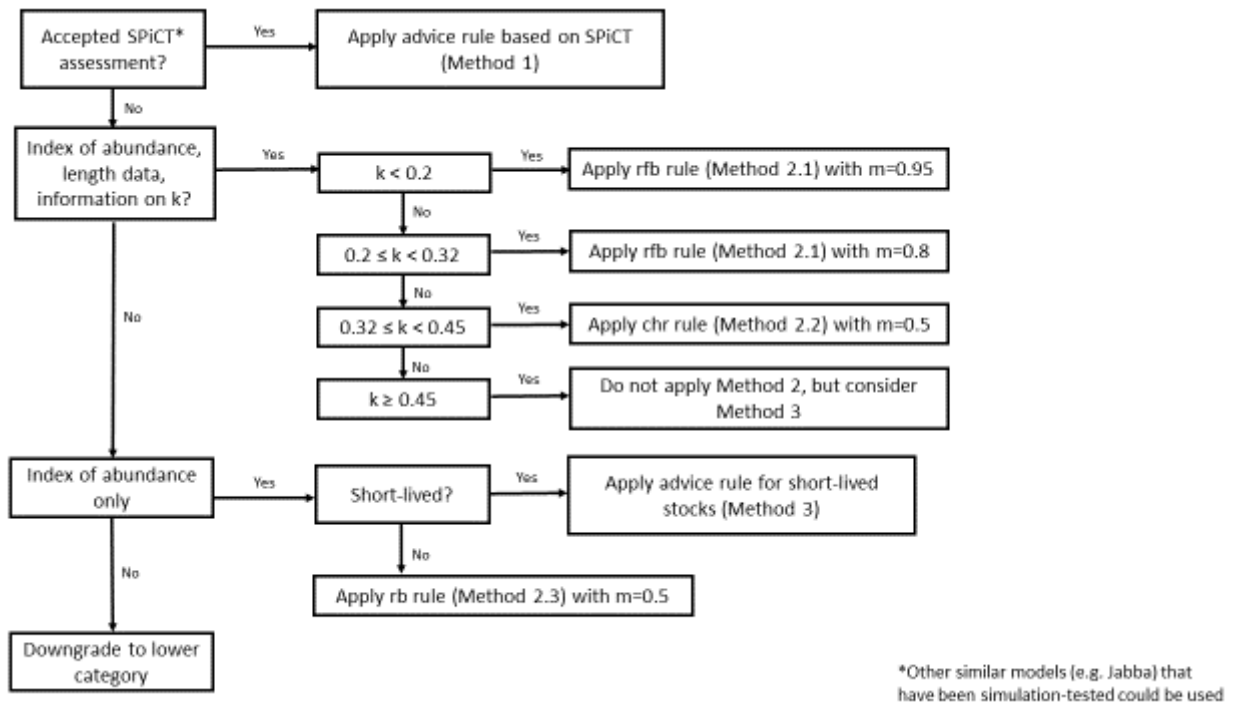 Accepted SPiCT*
assessment?
Yes
Apply advice rule based on SPiCT
(Method 1)
No
Index of abundance,
length data,
information on k?
Yes
k < 0.2
Yes
Apply rfb rule (Method 2.1) with m=0.95
No
0.2 ≤ k < 0.32
Yes
Apply rfb rule (Method 2.1) with m=0.8
No
0.32 ≤ k < 0.45
Yes
Apply chr rule (Method 2.2) with m=0.5
No
k ≥ 0.45
Yes
Do not apply Method 2, but consider
Method 3
No
Index of abundance
only
Yes
Short-lived?
Yes
Apply advice rule for short-lived
stocks (Method 3)
No
Apply rb rule (Method 2.3) with m=0.5
No
Downgrade to lower
category
*Other similar models (e.g. Jabba) that
have been simulation-tested could be used